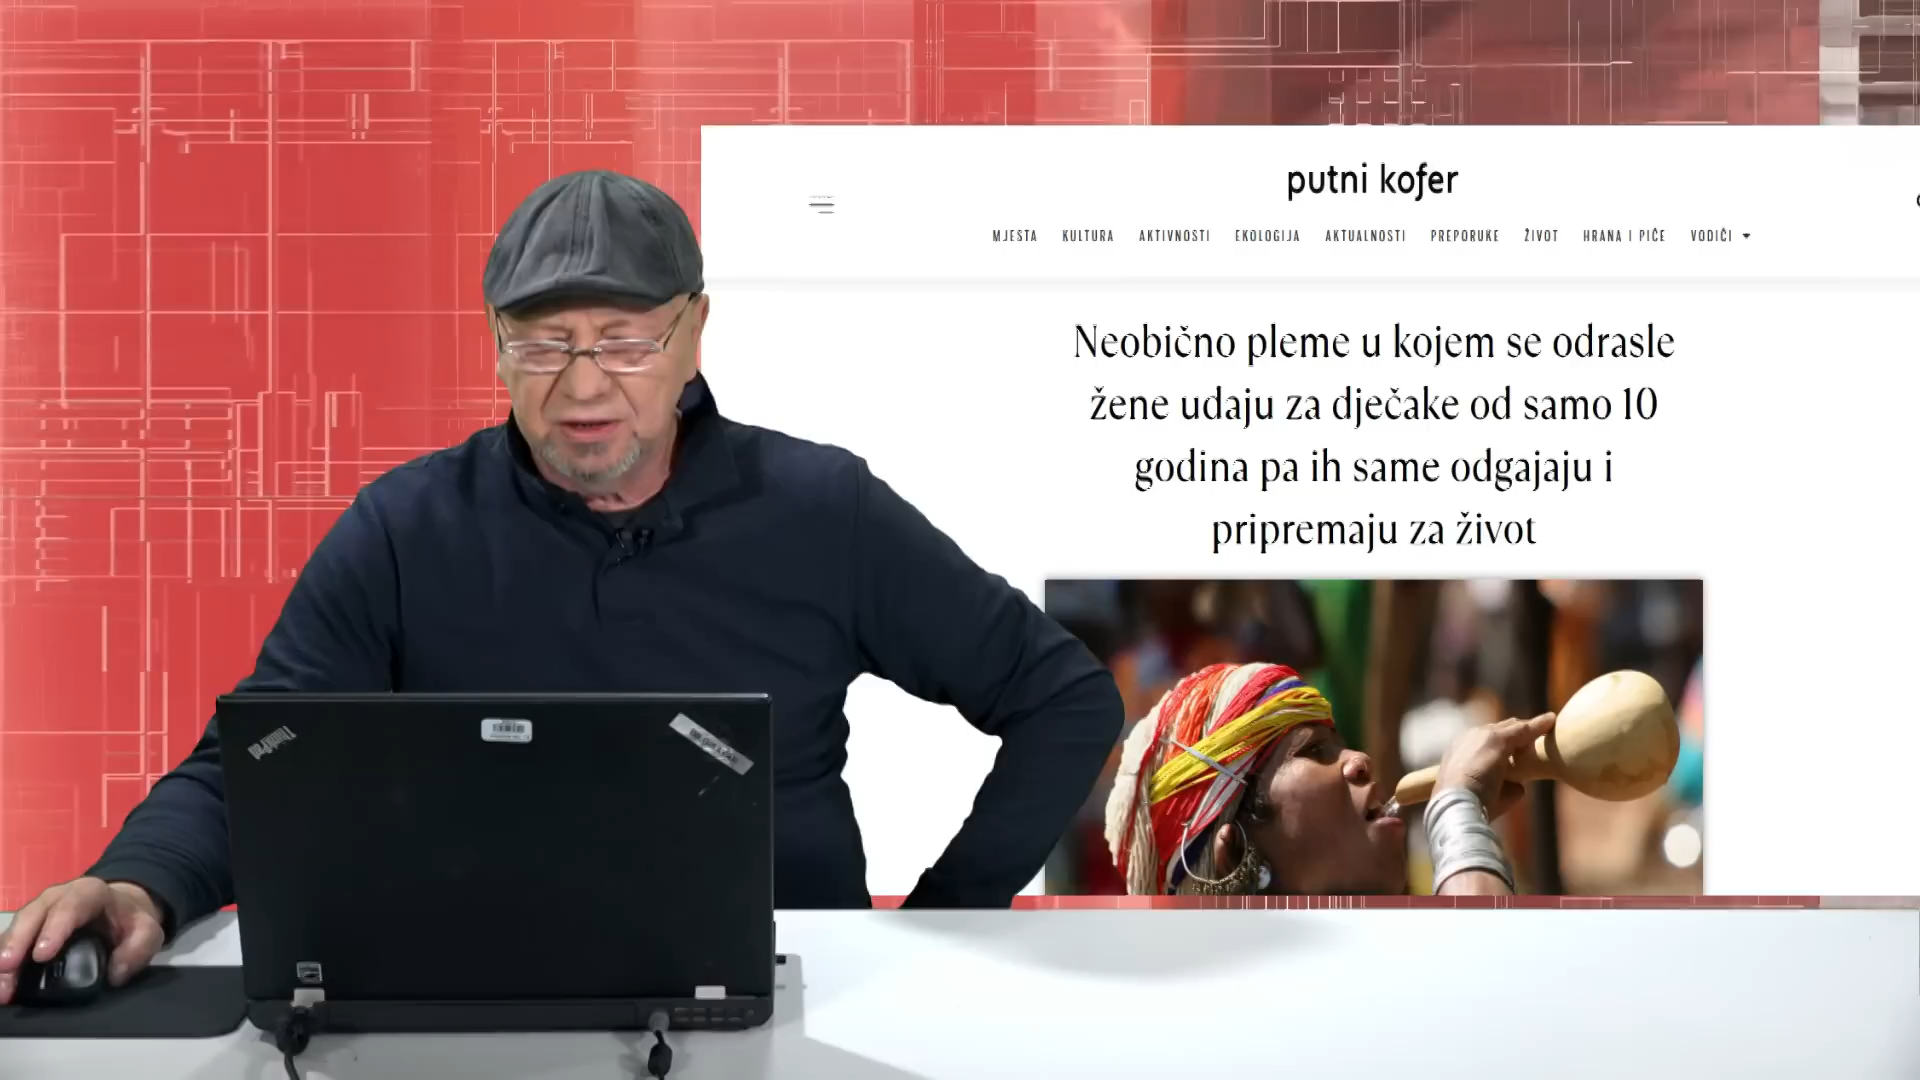 putni kofer
MJESTA KULTURA AKTIVNOSTI EKOLOGIJA AKTUALNOSTI PREPORUKE ŽIVOT HRANA I PIĆE VODIČI
Neobično pleme u kojem se odrasle
žene udaju za dječake od samo 10
godina pa ih same odgajaju i
pripremaju za život
ThinkPad